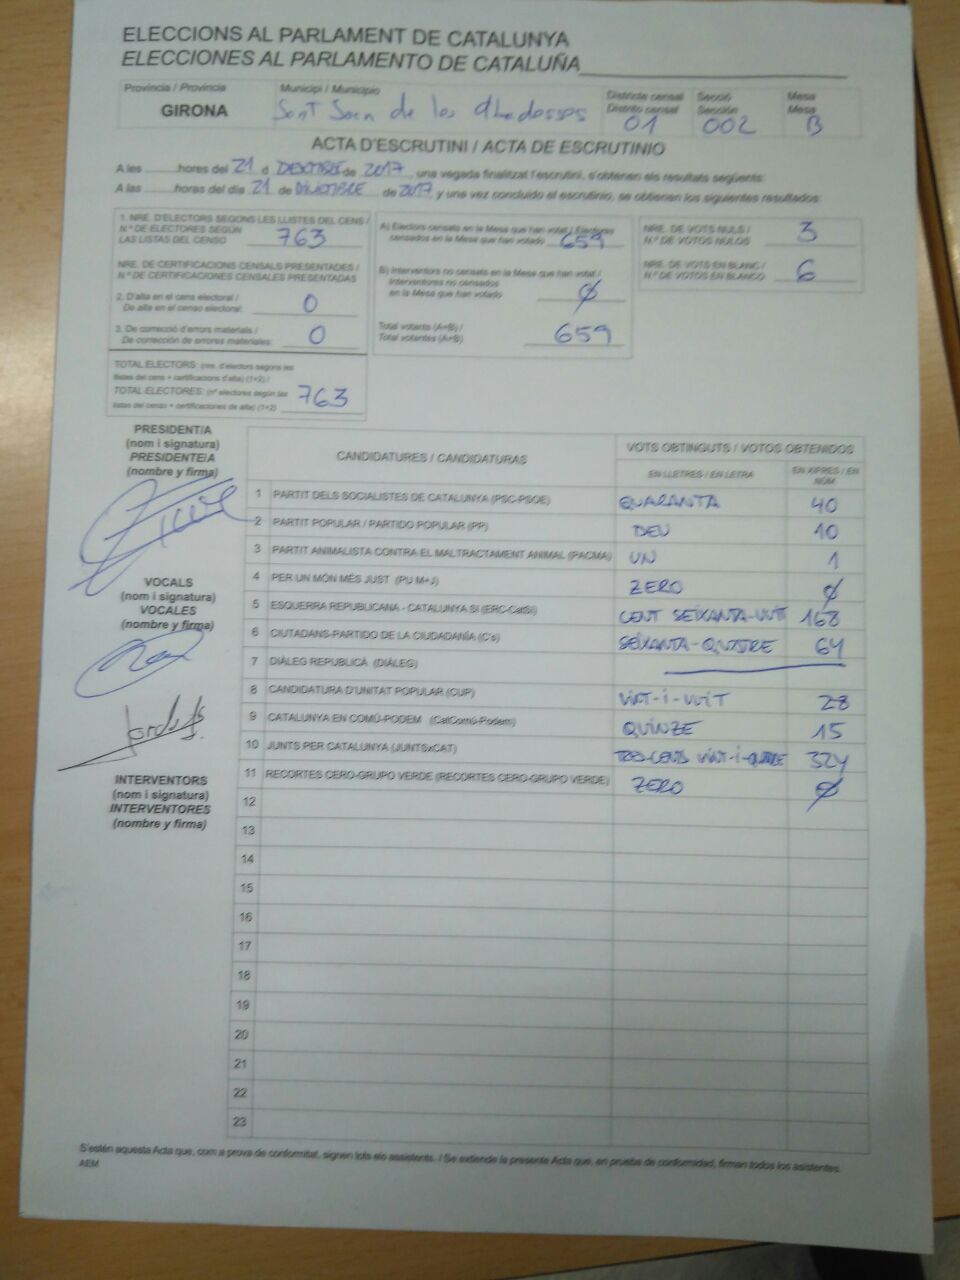 ELECCIONS AL PARLAMENT DE CATALUNYA
ELECCIONES AL PARLAMENTO DE CATALUÑA
Província / Provincia
GIRONA
Municipi / Municipio
Sant Joan de les Abadesses
Districte censal
Distrito censal
01
Secció
Sección
002
Mesa
Mesa
B
ACTA D'ESCRUTINI / ACTA DE ESCRUTINIO
A les ........hores del 21 d DEXEMBRE de 2017, una vegada finalitzat l'escrutini, s'obtenen els resultats següents:
A las ........horas del día 21 de DICIEMBRE de 2017, y una vez concluido el escrutinio, se obtienen los siguientes resultados:
1. NRE. D'ELECTORS SEGONS LES LLISTES DEL CENS /
N.º DE ELECTORES SEGÚN
LAS LISTAS DEL CENSO 763
NRE. DE CERTIFICACIONS CENSALS PRESENTADES /
N.º DE CERTIFICACIONES CENSALES PRESENTADAS
2. D'alta en el cens electoral /
De alta en el censo electoral: 0
3. De correcció d'errors materials /
De corrección de errores materiales: 0
TOTAL ELECTORS: (nre. d'electors segons les
llistes del cens + certificacions d'alta) (1+2) /
TOTAL ELECTORES: (nº electores según las
listas del censo + certificaciones de alta) (1+2) 763
A) Electors censats en la Mesa que han votat / Electores
censados en la Mesa que han votado 659
B) Interventors no censats en la Mesa que han votat /
Interventores no censados
en la Mesa que han votado Ø
Total votants (A+B) /
Total votantes (A+B) 659
NRE. DE VOTS NULS /
N.º DE VOTOS NULOS 3
NRE. DE VOTS EN BLANC /
N.º DE VOTOS EN BLANCO 6
PRESIDENT/A
(nom i signatura)
PRESIDENTE/A
(nombre y firma)
VOCALS
(nom i signatura)
VOCALES
(nombre y firma)
INTERVENTORS
(nom i signatura)
INTERVENTORES
(nombre y firma)
CANDIDATURES / CANDIDATURAS
VOTS OBTINGUTS / VOTOS OBTENIDOS
EN LLETRES / EN LETRA
EN XIFRES / EN NÚM
1 PARTIT DELS SOCIALISTES DE CATALUNYA (PSC-PSOE) QUARANTA 40
2 PARTIT POPULAR / PARTIDO POPULAR (PP) DEU 10
3 PARTIT ANIMALISTA CONTRA EL MALTRACTAMENT ANIMAL (PACMA) UN 1
4 PER UN MÓN MÉS JUST (PU M+J) ZERO Ø
5 ESQUERRA REPUBLICANA - CATALUNYA SÍ (ERC-CatSí) CENT SEIXANTA-VUIT 168
6 CIUTADANS-PARTIDO DE LA CIUDADANÍA (C's) SEIXANTA-QUATRE 64
7 DIÀLEG REPUBLICÀ (DIÀLEG)
8 CANDIDATURA D'UNITAT POPULAR (CUP) VINT-I-VUIT 28
9 CATALUNYA EN COMÚ-PODEM (CatComú-Podem) QUINZE 15
10 JUNTS PER CATALUNYA (JUNTSxCAT) TRES-CENTS VINT-I-QUATRE 324
11 RECORTES CERO-GRUPO VERDE (RECORTES CERO-GRUPO VERDE) ZERO Ø
12
13
14
15
16
17
18
19
20
21
22
23
S'estén aquesta Acta que, com a prova de conformitat, signen tots els assistents. / Se extiende la presente Acta que, en prueba de conformidad, firman todos los asistentes.
AEM